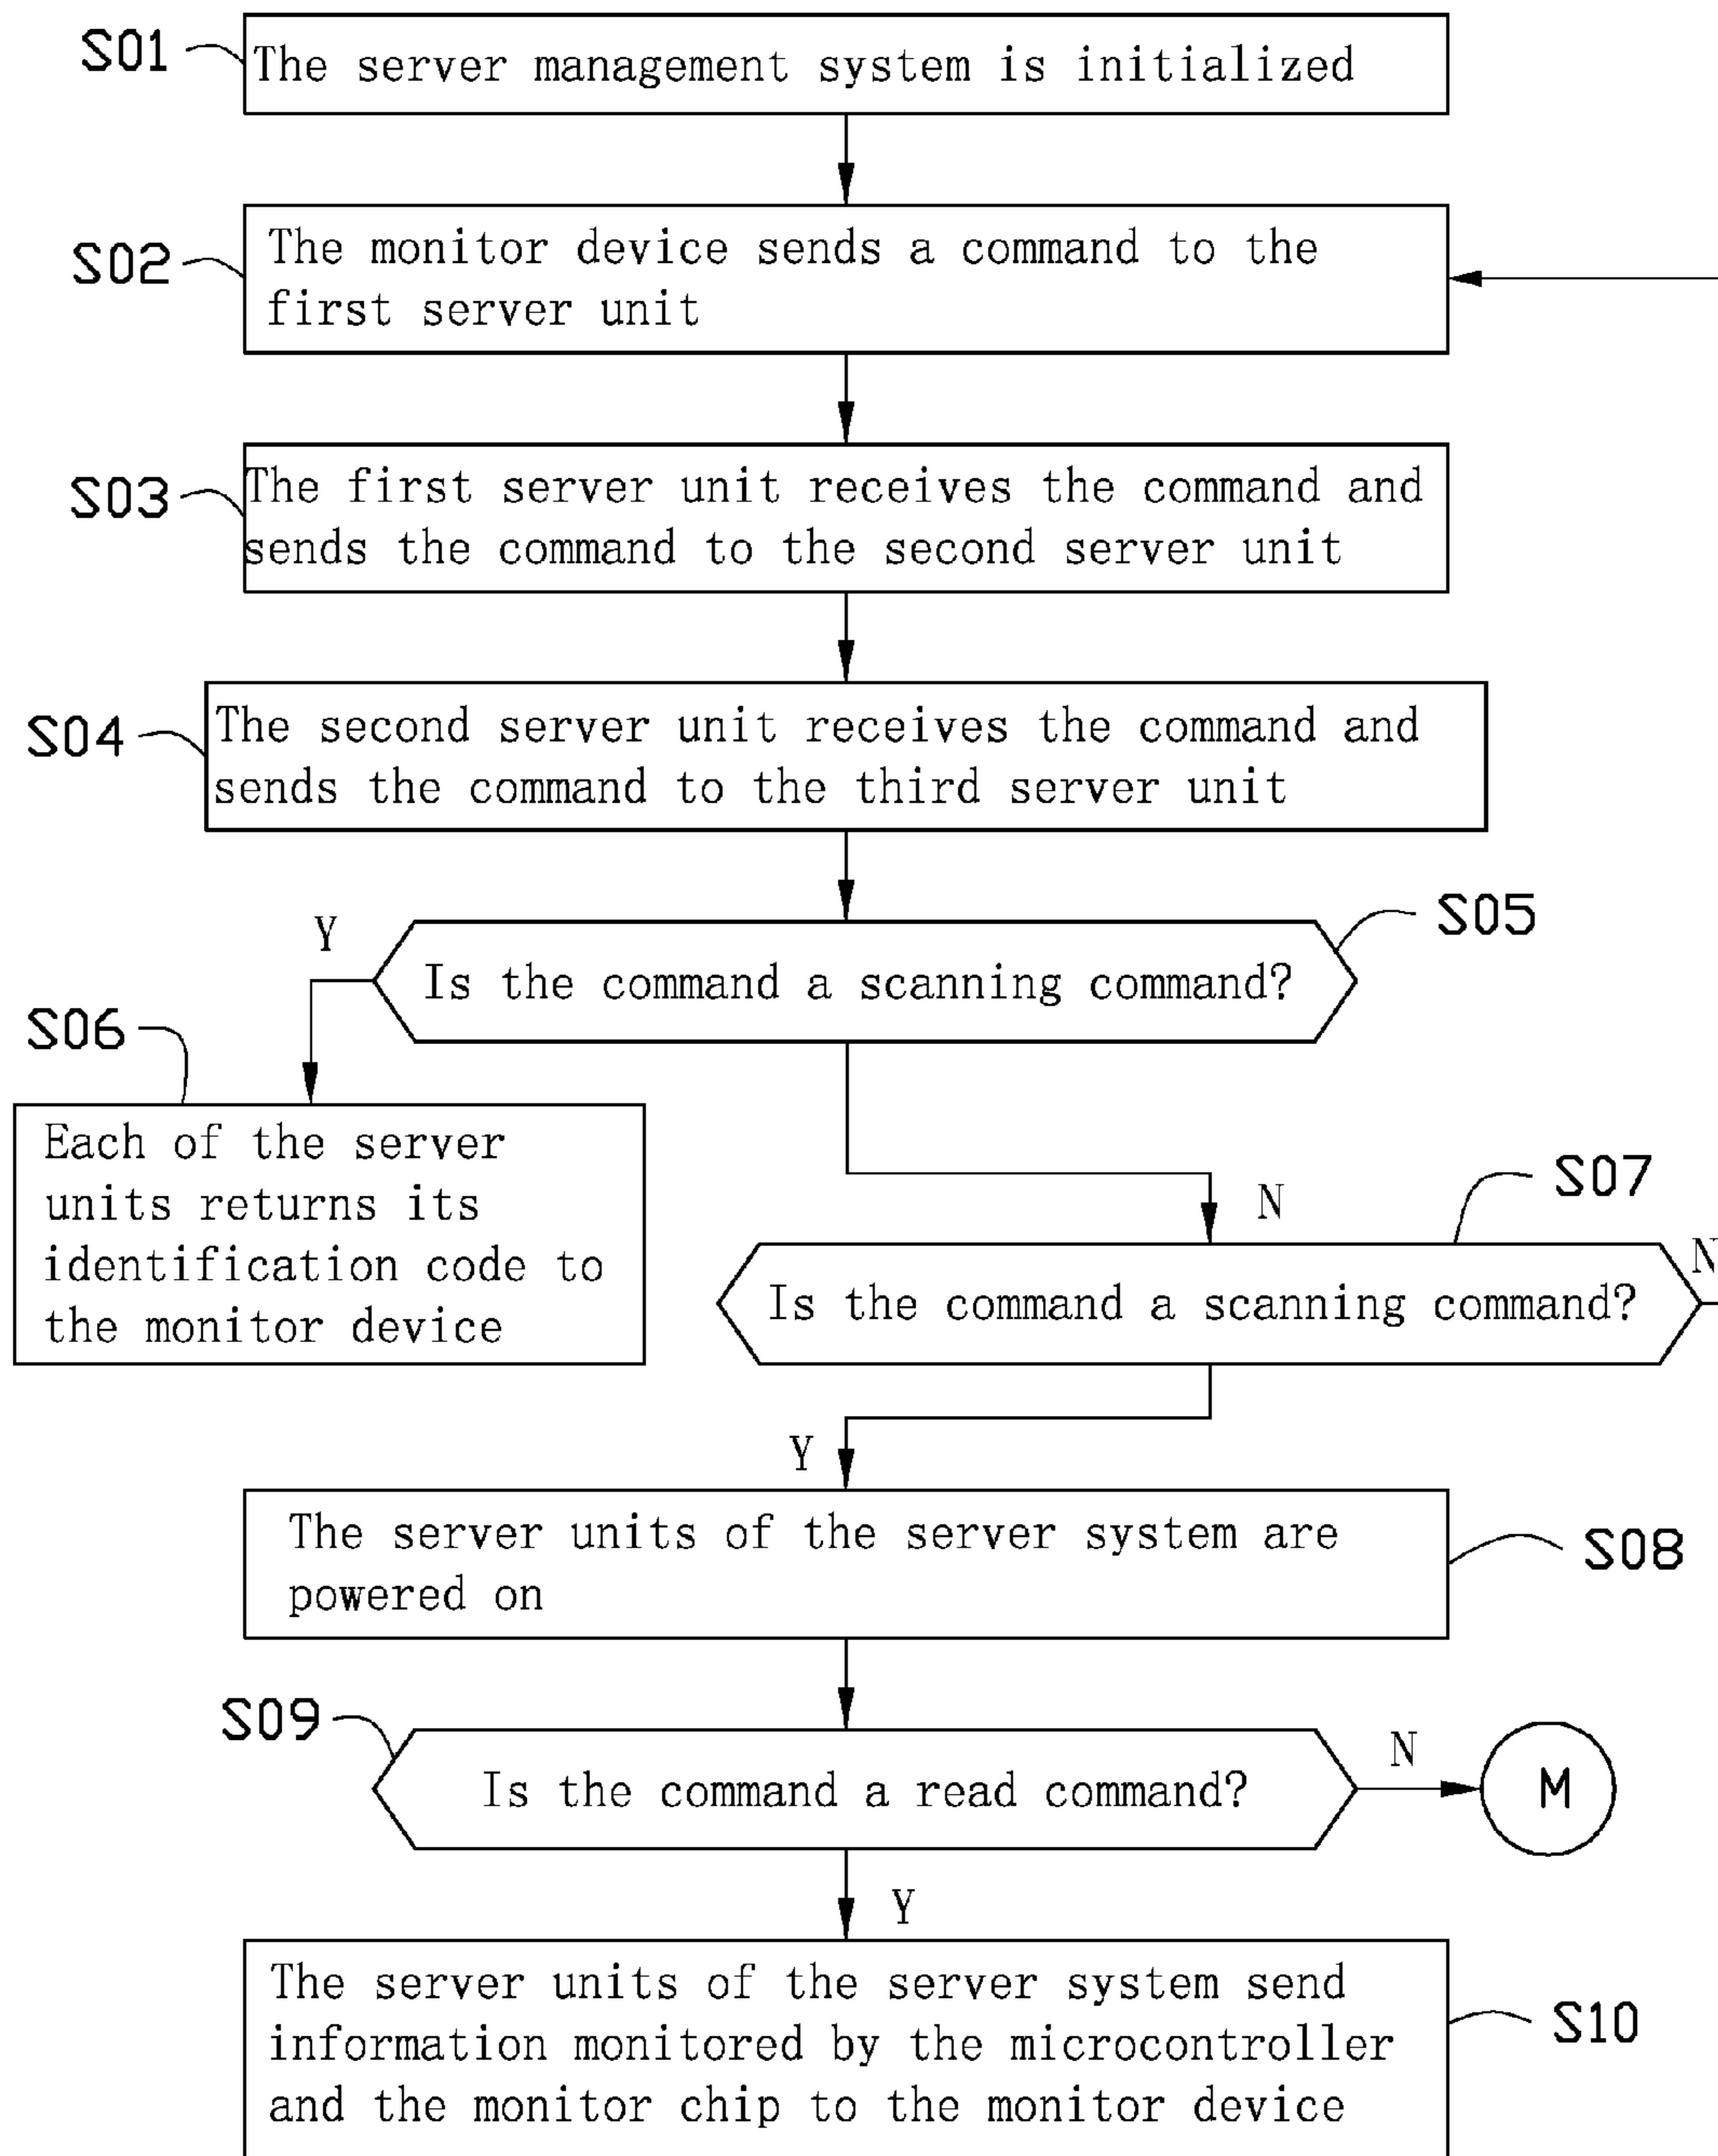 S01
The server management system is initialized
S02
The monitor device sends a command to the
first server unit
S03
The first server unit receives the command and
sends the command to the second server unit
S04
The second server unit receives the command and
sends the command to the third server unit
S05
Y
Is the command a scanning command?
S06
Each of the server
units returns its
identification code to
the monitor device
S07
N
N
Is the command a scanning command?
Y
The server units of the server system are
powered on
S08
S09
Is the command a read command?
N
M
Y
The server units of the server system send
information monitored by the microcontroller
and the monitor chip to the monitor device
S10